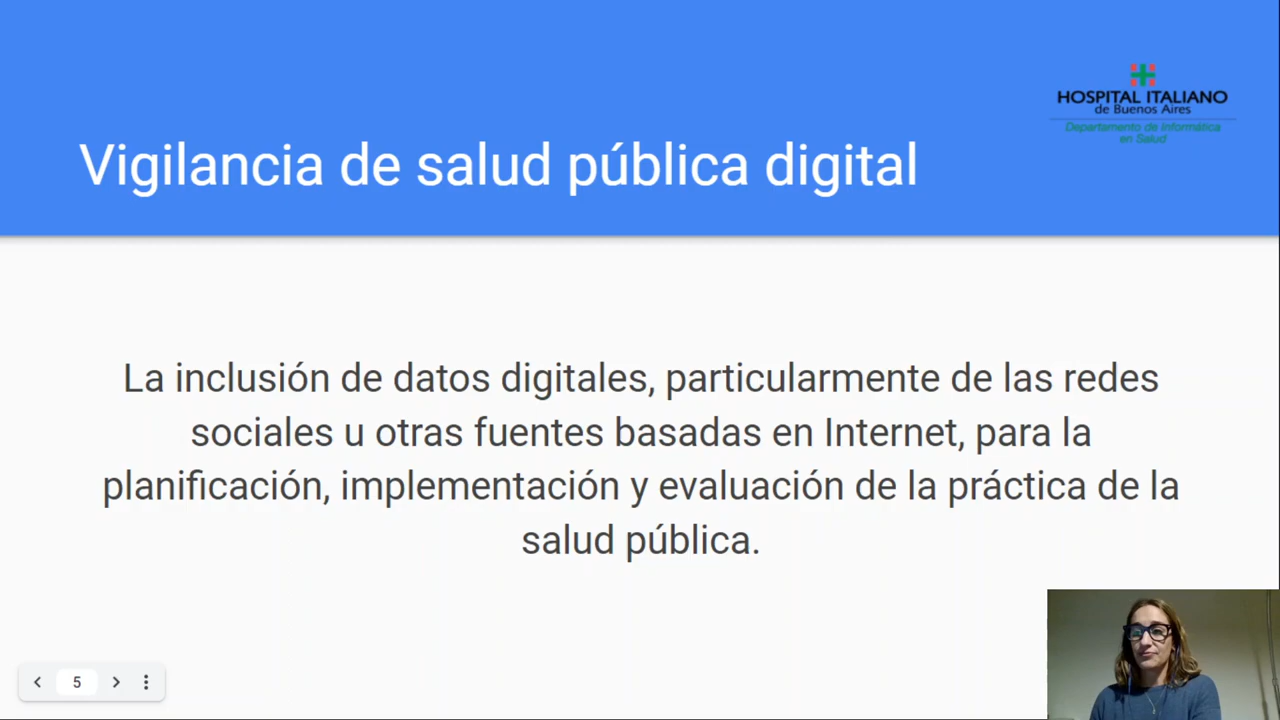 HOSPITAL ITALIANO
de Buenos Aires
Departamento de Informática
en Salud
Vigilancia de salud pública digital
La inclusión de datos digitales, particularmente de las redes
sociales u otras fuentes basadas en Internet, para la
planificación, implementación y evaluación de la práctica de la
salud pública.
5